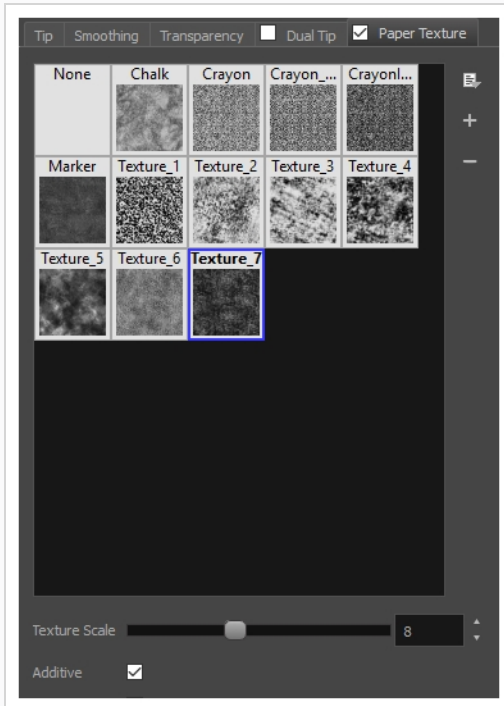 Tip Smoothing Transparency Dual Tip Paper Texture
None Chalk Crayon Crayon_... Crayonl...
Marker Texture_1 Texture_2 Texture_3 Texture_4
Texture_5 Texture_6 Texture_7
Texture Scale 8
Additive